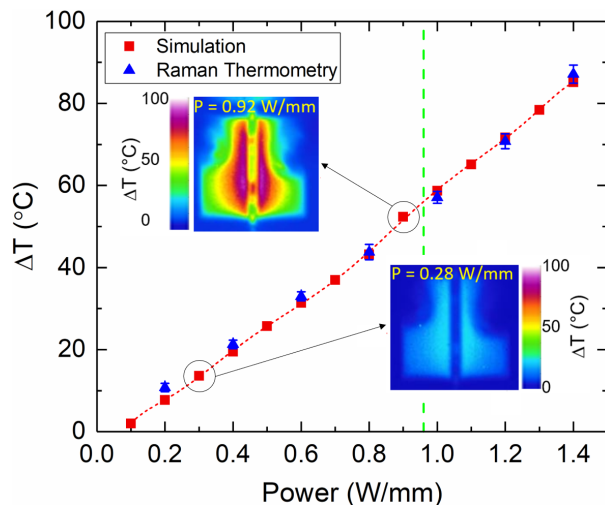 100
80
60
40
20
0
ΔT (°C)
Simulation
Raman Thermometry
100
50
0
ΔT (°C)
P = 0.92 W/mm
P = 0.28 W/mm
100
50
0
ΔT (°C)
0.0 0.2 0.4 0.6 0.8 1.0 1.2 1.4
Power (W/mm)